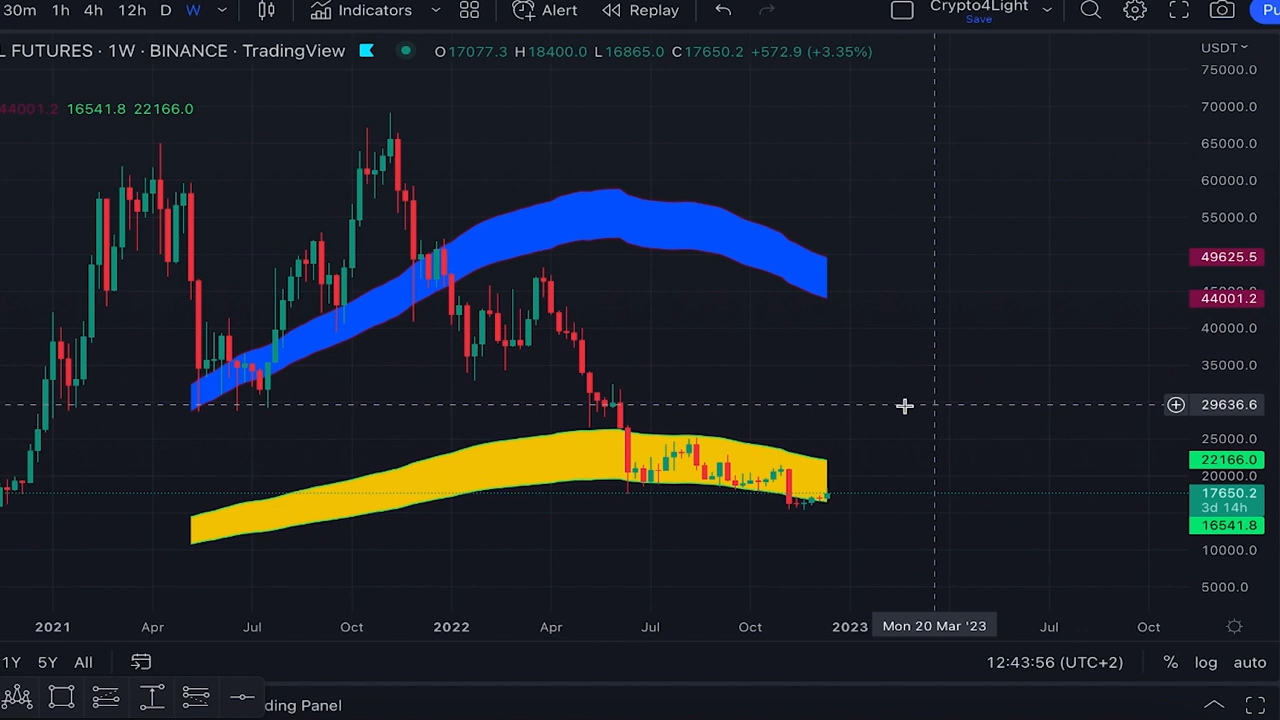 30m 1h 4h 12h D W Indicators Alert Replay Crypto4Light
Save
L FUTURES · 1W · BINANCE · TradingView O17077.3 H18400.0 L16865.0 C17650.2 +572.9 (+3.35%)
USDT
44001.2 16541.8 22166.0
75000.0
70000.0
65000.0
60000.0
55000.0
49625.5
44001.2
40000.0
35000.0
29636.6
25000.0
22166.0
20000.0
17650.2
3d 14h
16541.8
10000.0
5000.0
2021 Apr Jul Oct 2022 Apr Jul Oct 2023 Mon 20 Mar '23 Jul Oct
1Y 5Y All 12:43:56 (UTC+2) % log auto
ding Panel